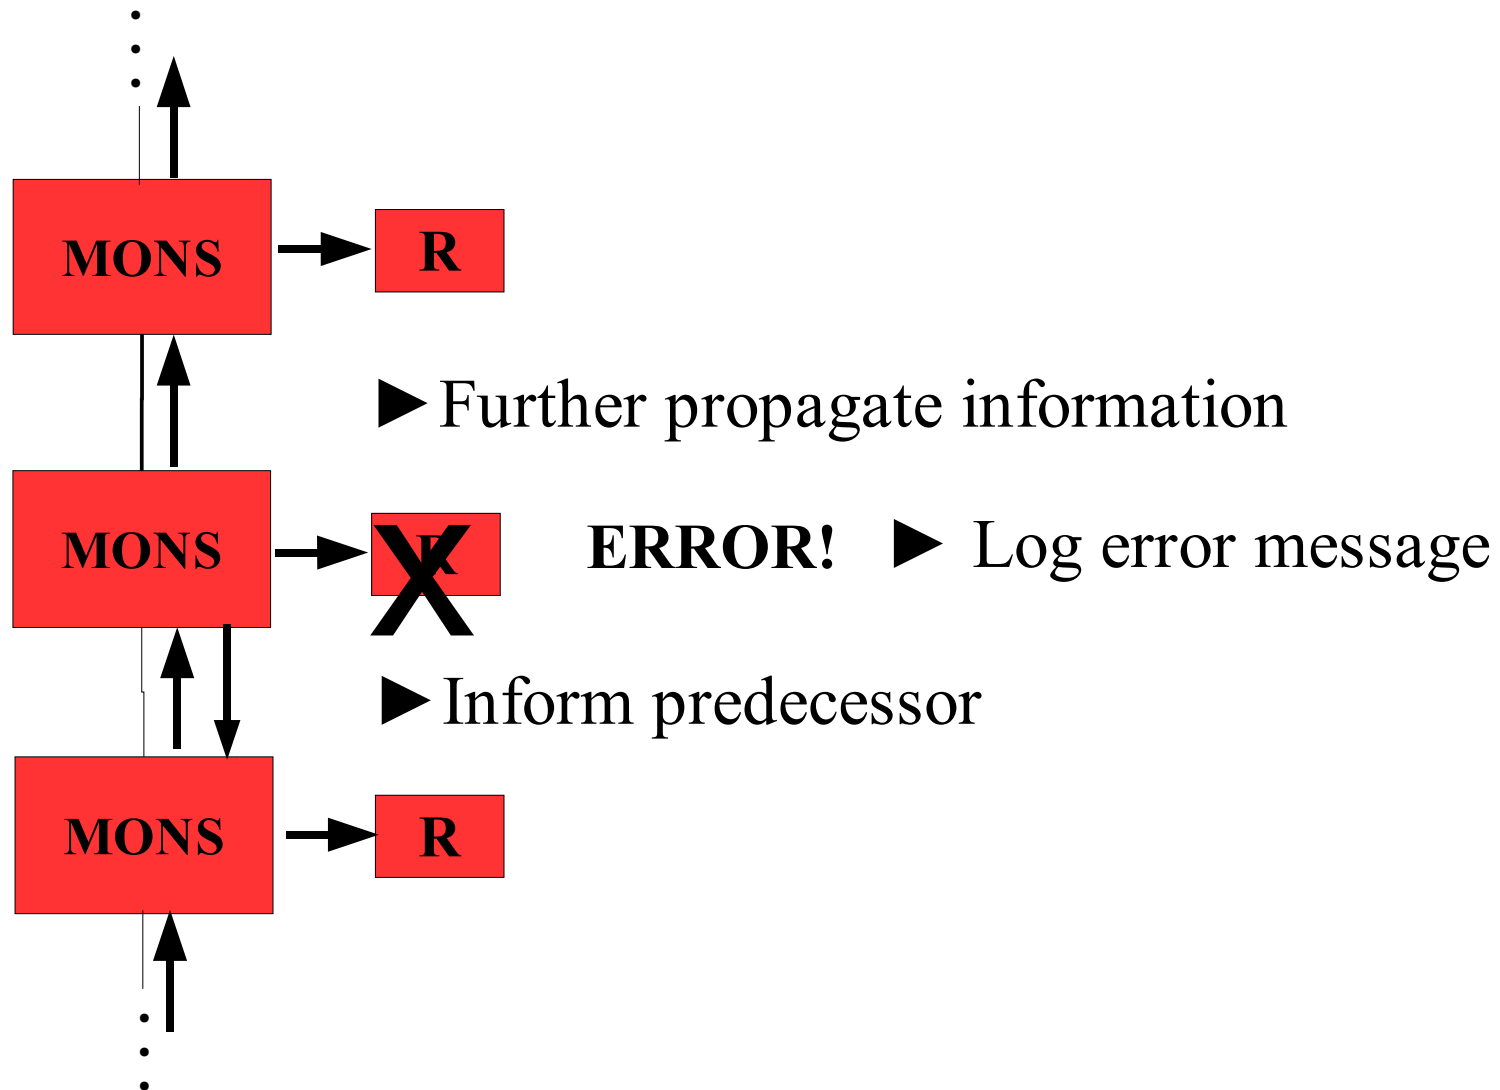 MONS
R
► Further propagate information
MONS
R
X
ERROR! ► Log error message
► Inform predecessor
MONS
R